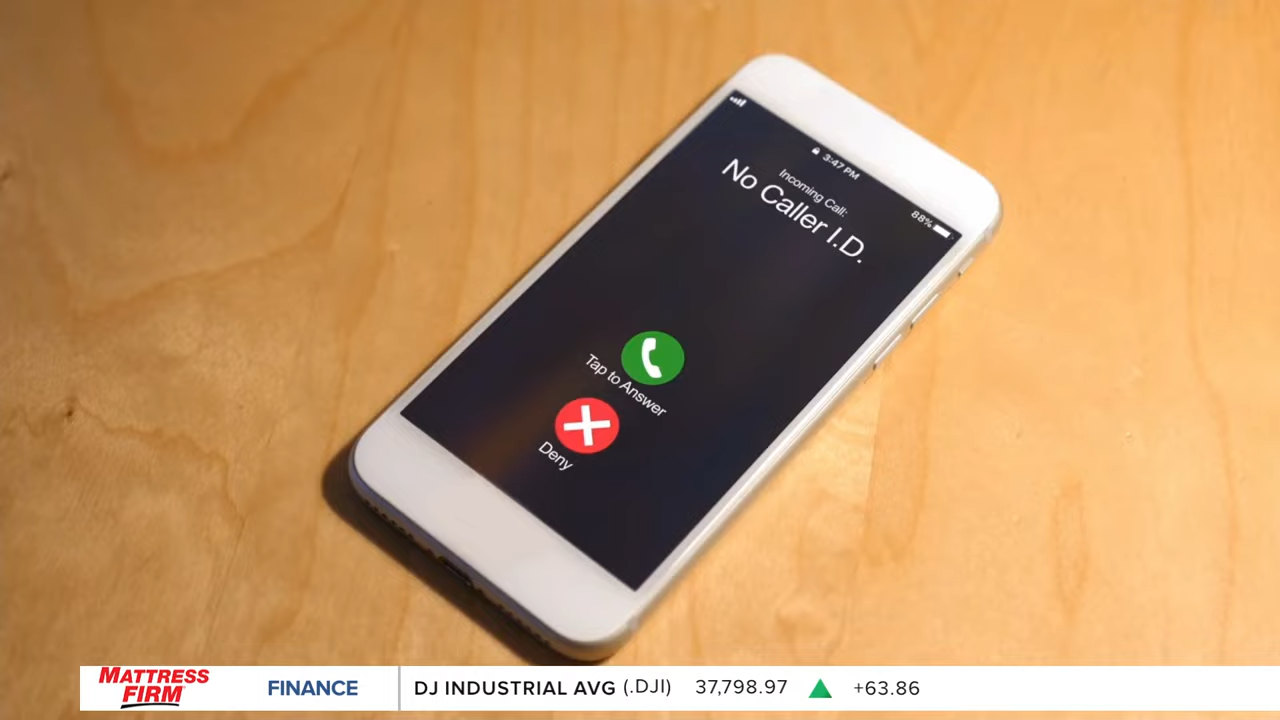 3:47 PM
88%
Incoming Call:
No Caller I.D.
Tap to Answer
Deny
MATTRESS
FIRM
FINANCE
DJ INDUSTRIAL AVG (.DJI) 37,798.97 +63.86